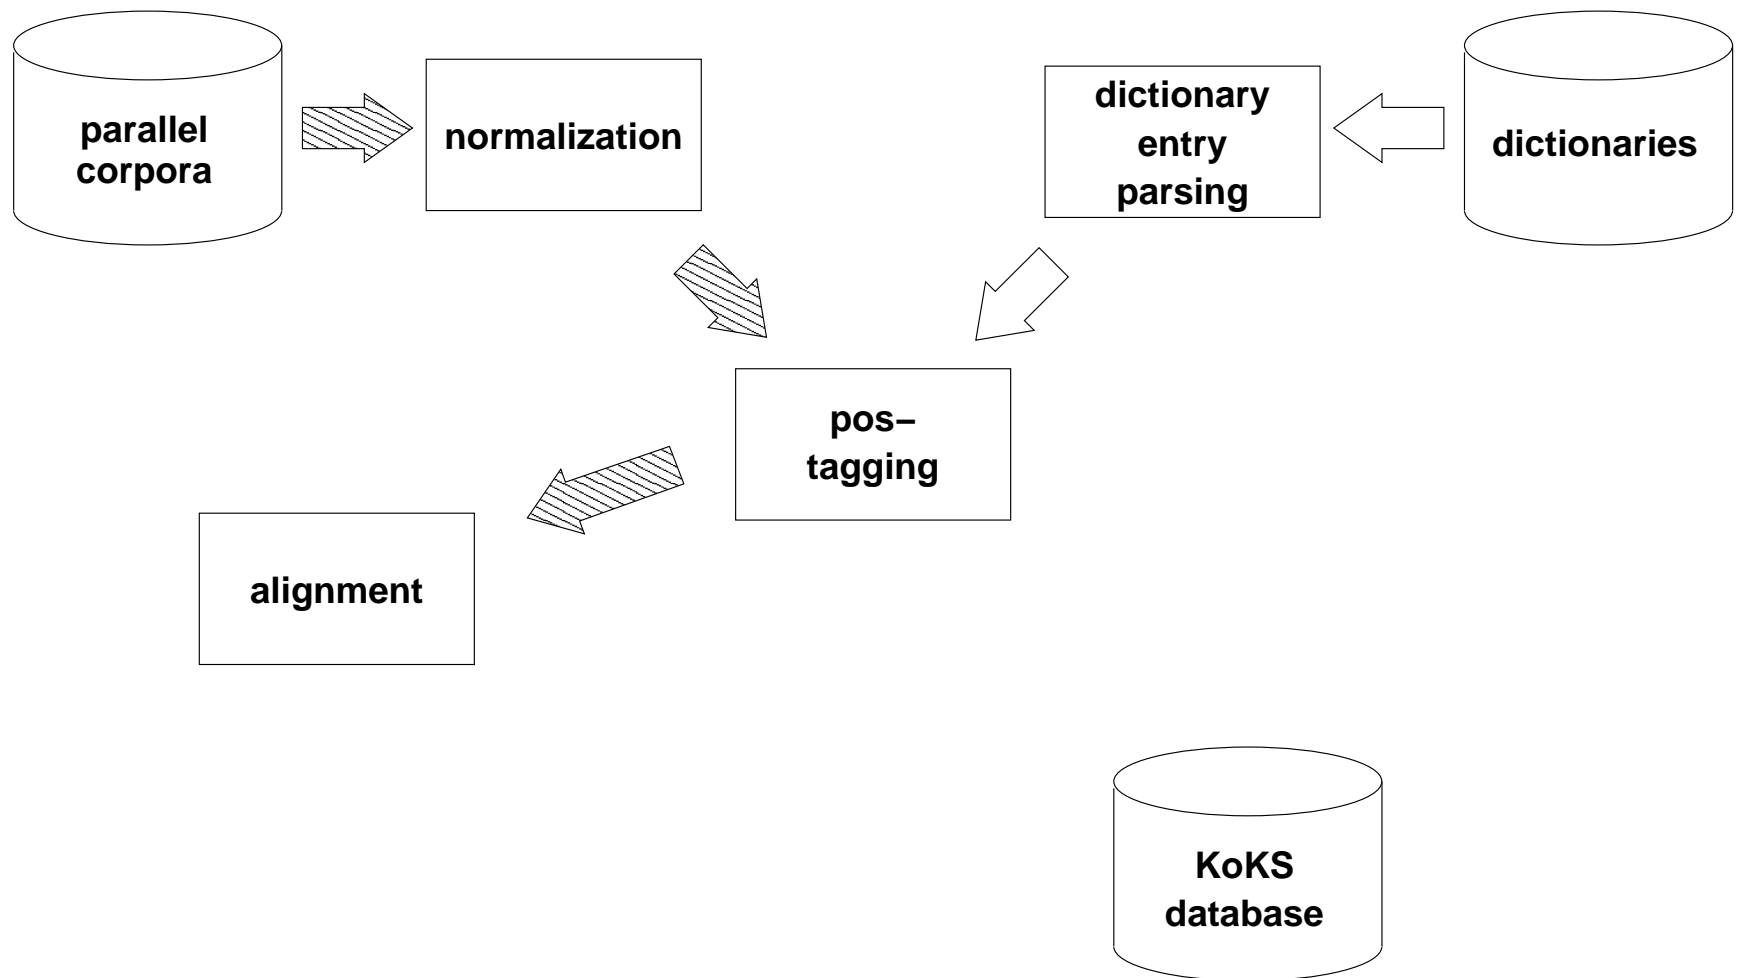 parallel
corpora
normalization
dictionary
entry
parsing
dictionaries
pos–
tagging
alignment
KoKS
database